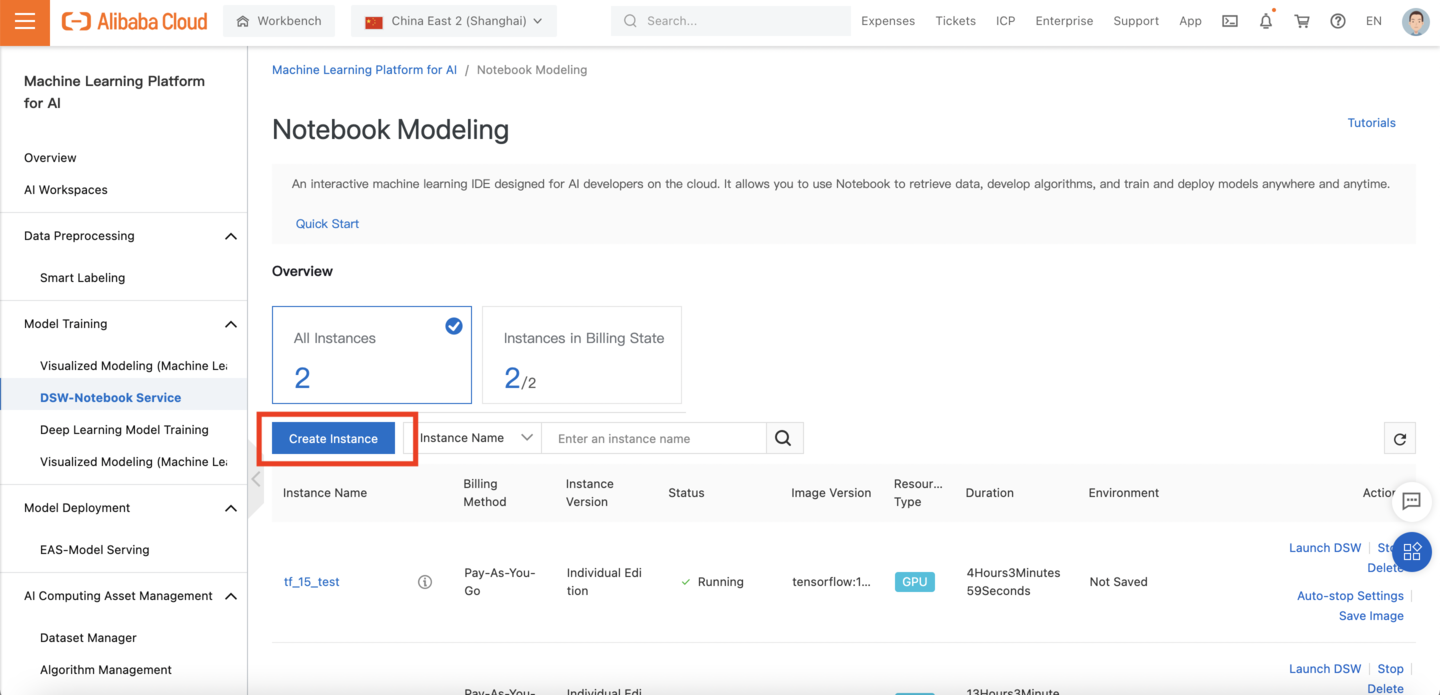 Alibaba Cloud
Workbench
China East 2 (Shanghai)
Search...
Expenses
Tickets
ICP
Enterprise
Support
App
EN
Machine Learning Platform
for AI
Overview
AI Workspaces
Data Preprocessing
Smart Labeling
Model Training
Visualized Modeling (Machine Lea
DSW-Notebook Service
Deep Learning Model Training
Visualized Modeling (Machine Lea
Model Deployment
EAS-Model Serving
AI Computing Asset Management
Dataset Manager
Algorithm Management
Machine Learning Platform for AI / Notebook Modeling
Notebook Modeling
Tutorials
An interactive machine learning IDE designed for AI developers on the cloud. It allows you to use Notebook to retrieve data, develop algorithms, and train and deploy models anywhere and anytime.
Quick Start
Overview
All Instances
2
Instances in Billing State
2/2
Create Instance
Instance Name
Enter an instance name
Instance Name
Billing
Method
Instance
Version
Status
Image Version
Resour...
Type
Duration
Environment
Action
tf_15_test
Pay-As-You-
Go
Individual Edi
tion
Running
tensorflow:1...
GPU
4Hours3Minutes
59Seconds
Not Saved
Launch DSW
Stop
Delete
Auto-stop Settings
Save Image
Pay-As-You-
Individual Edi
13Hours3Minute
Launch DSW
Stop
Delete